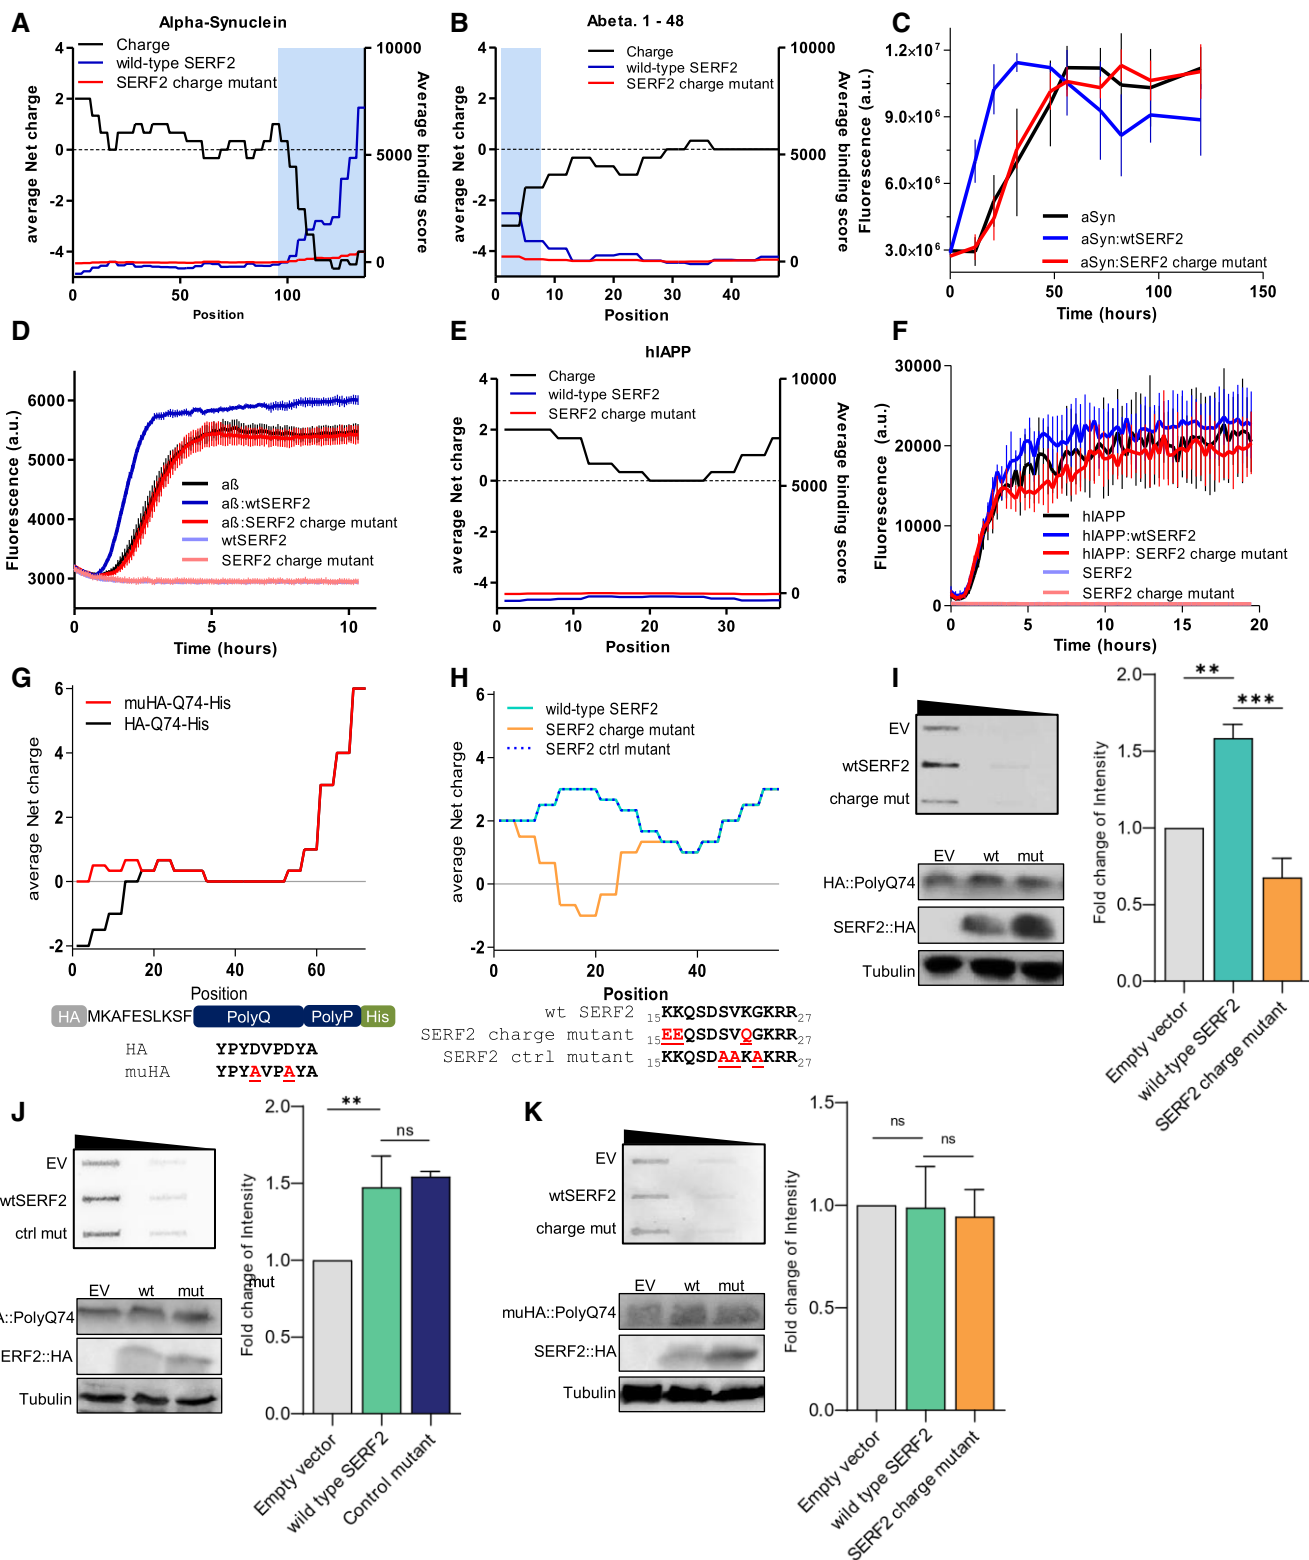 A
Alpha-Synuclein
Charge
wild-type SERF2
SERF2 charge mutant
average Net charge
4
2
0
-2
-4
10000
5000
0
Average binding score
0
50
100
Position
B
Abeta. 1 - 48
Charge
wild-type SERF2
SERF2 charge mutant
average Net charge
4
2
0
-2
-4
10000
5000
0
Average binding score
0
10
20
30
40
Position
C
Fluorescence (a.u.)
1.2×10⁷
9.0×10⁶
6.0×10⁶
3.0×10⁶
aSyn
aSyn:wtSERF2
aSyn:SERF2 charge mutant
0
50
100
150
Time (hours)
D
Fluorescence (a.u.)
6000
5000
4000
3000
aß
aß:wtSERF2
aß:SERF2 charge mutant
wtSERF2
SERF2 charge mutant
0
5
10
Time (hours)
E
hIAPP
Charge
wild-type SERF2
SERF2 charge mutant
average Net charge
4
2
0
-2
-4
10000
5000
0
Average binding score
0
10
20
30
Position
F
Fluorescence (a.u.)
30000
20000
10000
0
hIAPP
hIAPP:wtSERF2
hIAPP: SERF2 charge mutant
SERF2
SERF2 charge mutant
0
5
10
15
20
Time (hours)
G
muHA-Q74-His
HA-Q74-His
average Net charge
6
4
2
0
-2
0
20
40
60
Position
HA MKAFESLKSF PolyQ PolyP His
HA YPYDVPDYA
muHA YPYAVPAYA
H
wild-type SERF2
SERF2 charge mutant
SERF2 ctrl mutant
average Net charge
6
4
2
0
-2
0
20
40
Position
wt SERF2 15KKQSDSVKGKRR27
SERF2 charge mutant 15EEQSDSVQGKRR27
SERF2 ctrl mutant 15KKQSDAAKAKRR27
I
EV
wtSERF2
charge mut
EV wt mut
HA::PolyQ74
SERF2::HA
Tubulin
Fold change of Intensity
2.0
1.5
1.0
0.5
0.0
**
***
Empty vector
wild-type SERF2
SERF2 charge mutant
J
EV
wtSERF2
ctrl mut
EV wt mut
A::PolyQ74
ERF2::HA
Tubulin
Fold change of Intensity
mut
2.0
1.5
1.0
0.5
0.0
**
ns
Empty vector
wild type SERF2
Control mutant
K
EV
wtSERF2
charge mut
EV wt mut
muHA::PolyQ74
SERF2::HA
Tubulin
Fold change of Intensity
1.5
1.0
0.5
0.0
ns
ns
Empty vector
wild type SERF2
SERF2 charge mutant